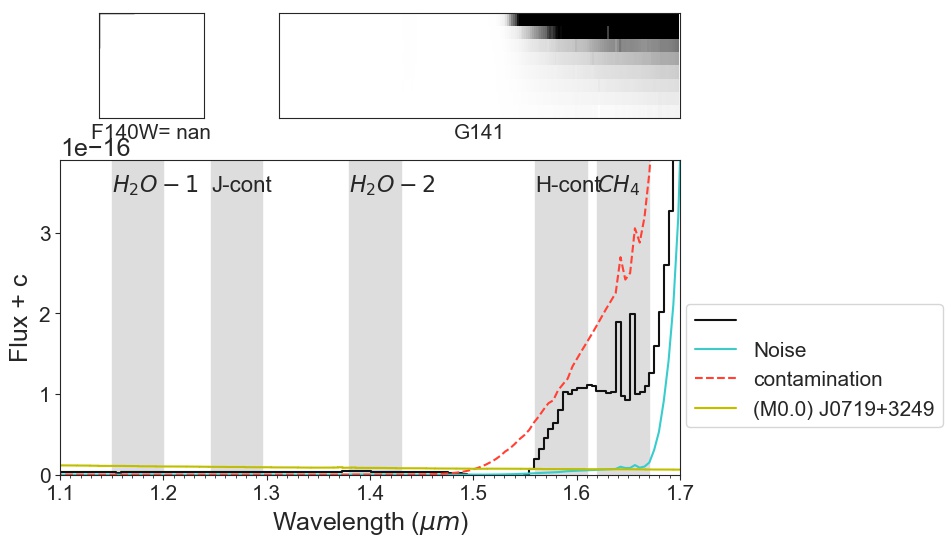 F140W= nan
G141
1e−16
H₂O − 1
J-cont
H₂O − 2
H-cont
CH₄
3
2
1
0
Flux + c
1.1
1.2
1.3
1.4
1.5
1.6
1.7
Wavelength (μm)
Noise
contamination
(M0.0) J0719+3249